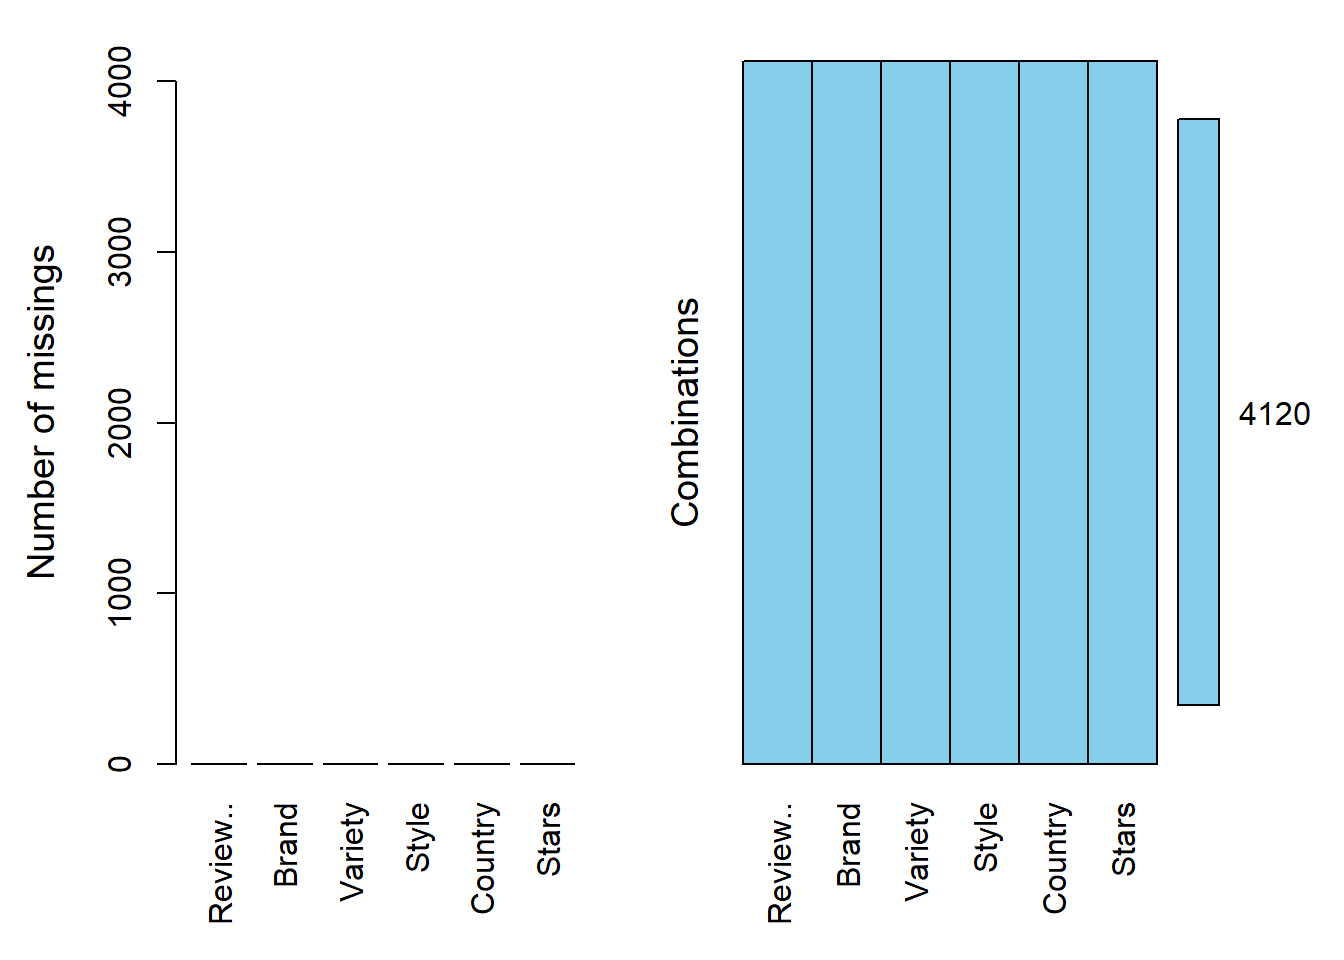 Number of missings
4000
3000
2000
1000
0
Review..
Brand
Variety
Style
Country
Stars
Combinations
Review..
Brand
Variety
Style
Country
Stars
4120